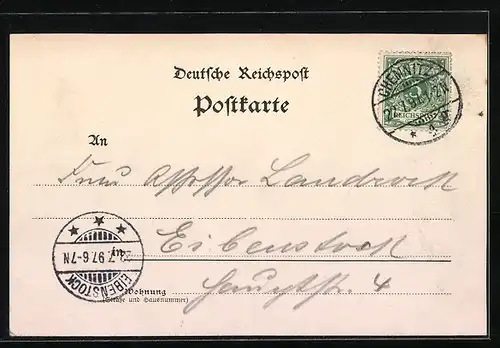 Deutsche Reichspost
Postkarte
CHEMNITZ
An
Frau Assessor Landrock
Eibenstock
Hauptstr. 4
Wohnung
(Straße und Hausnummer)
EIBENSTOCK
7.97.6-7N